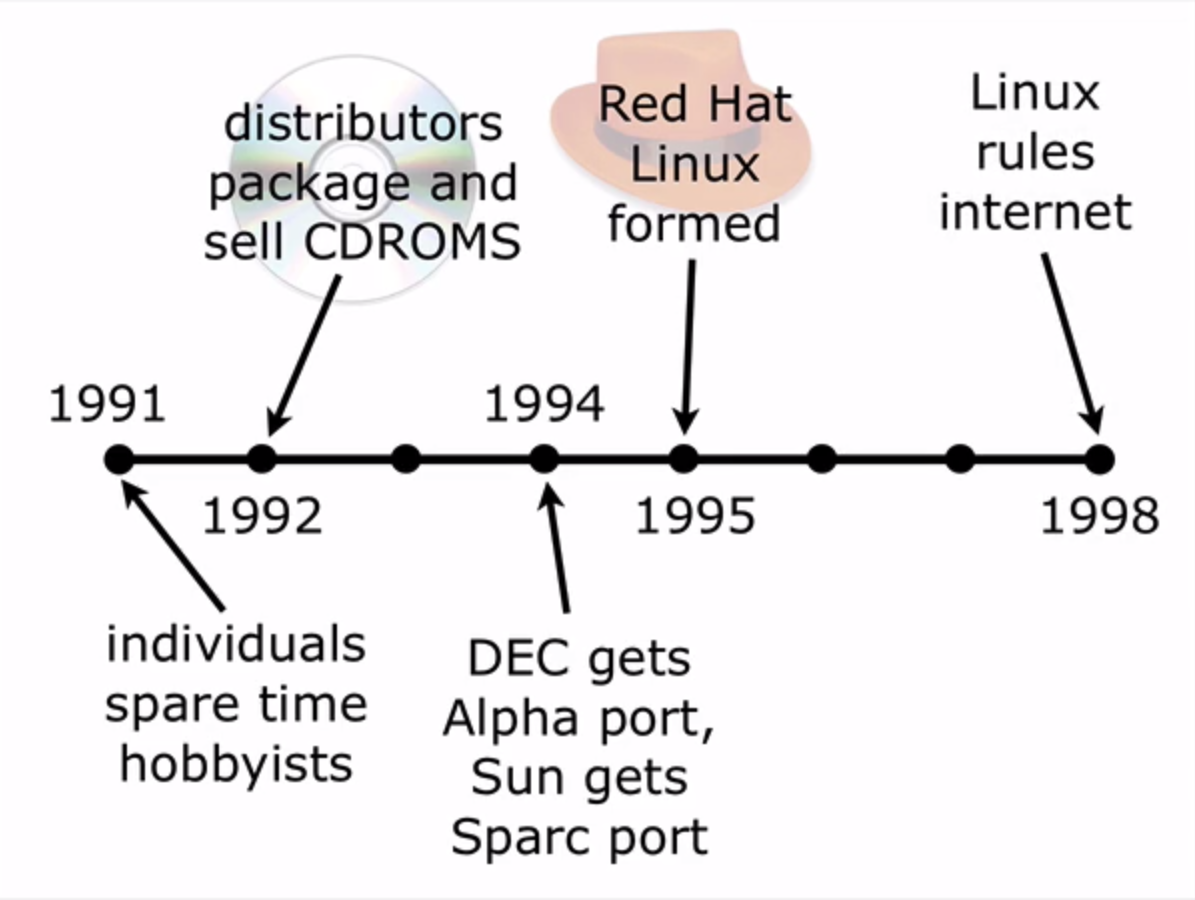 distributors
package and
sell CDROMS
Red Hat
Linux
formed
Linux
rules
internet
1991
1994
1992
1995
1998
individuals
spare time
hobbyists
DEC gets
Alpha port,
Sun gets
Sparc port